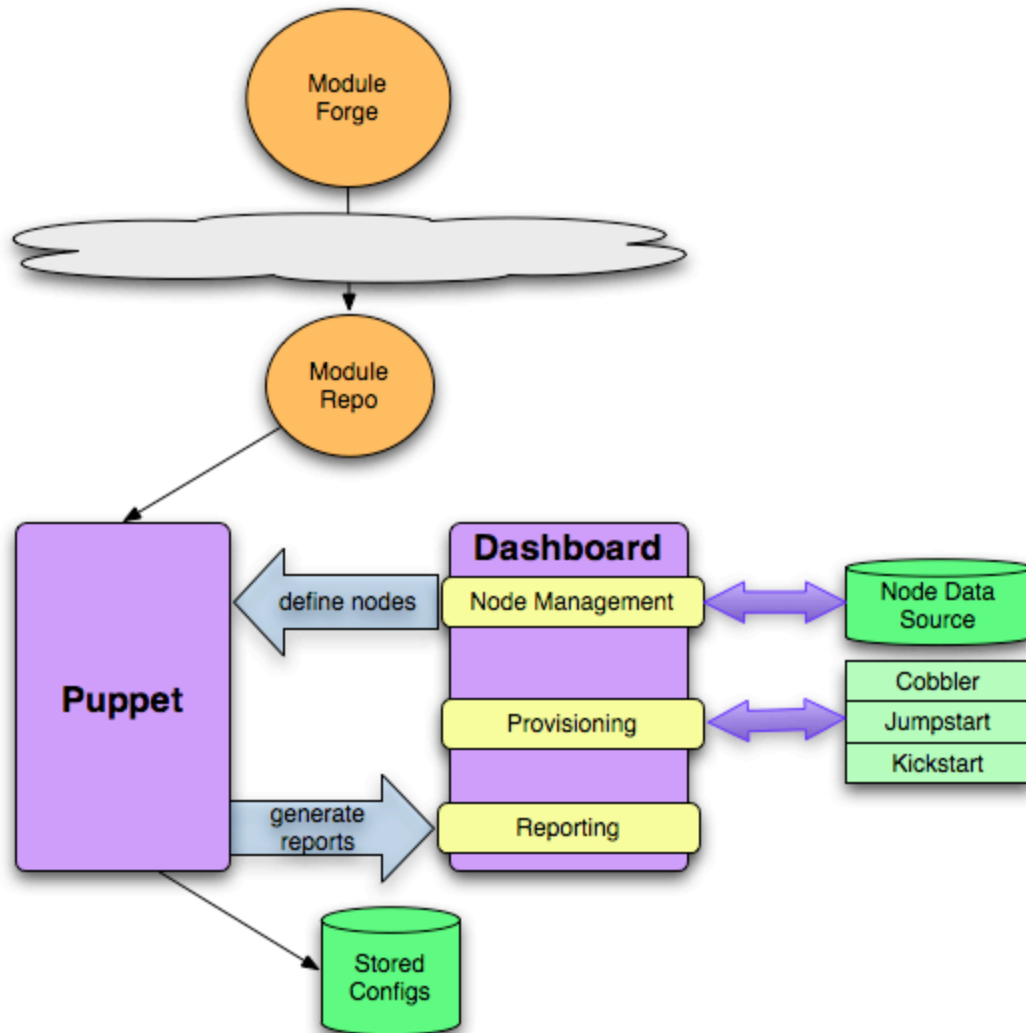 Module
Forge
Module
Repo
Dashboard
define nodes
Node Management
Node Data
Source
Puppet
Cobbler
Provisioning
Jumpstart
Kickstart
generate
reports
Reporting
Stored
Configs